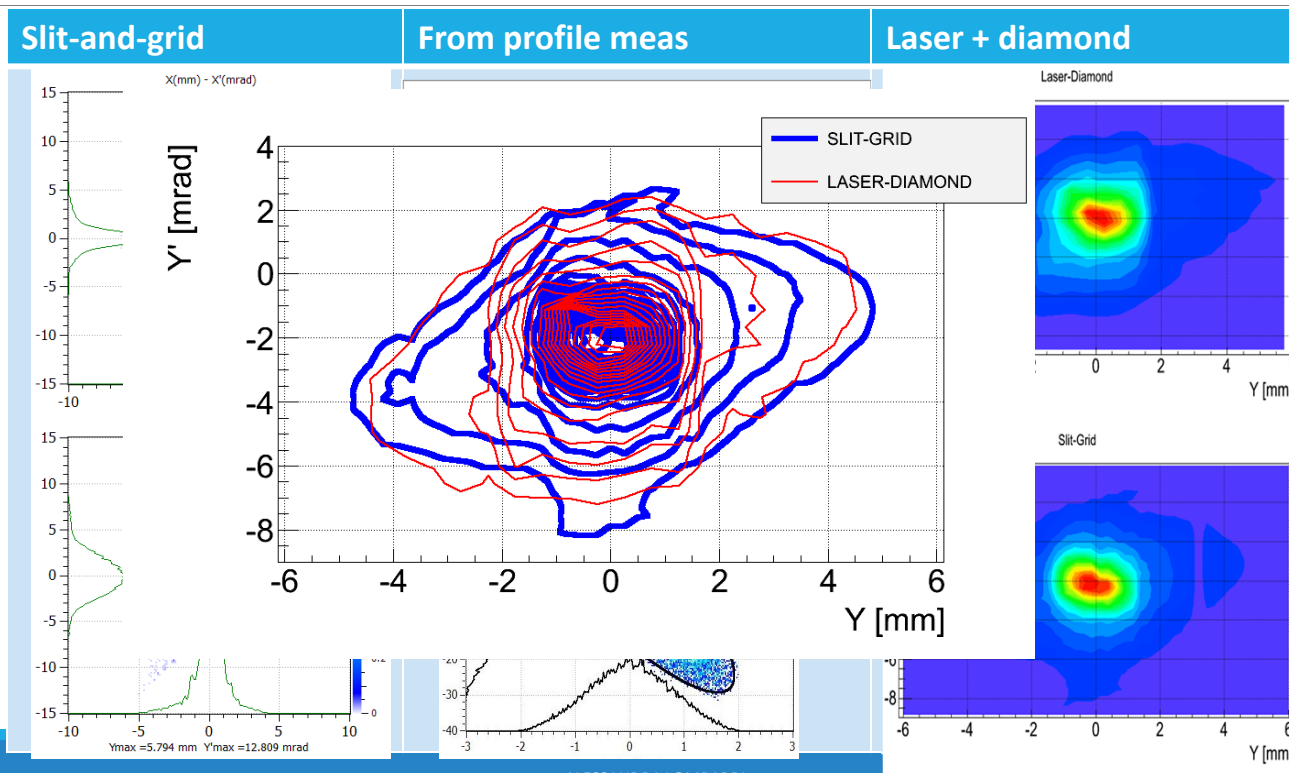 Slit-and-grid
From profile meas
Laser + diamond
X(mm) - X'(mrad)
15
10
5
0
-5
-10
-15
-10
15
10
5
0
-5
-10
-15
-10 -5 0 5 10
Ymax =5.794 mm Y'max =12.809 mrad
0.2
0
Y' [mrad]
4
2
0
-2
-4
-6
-8
-6 -4 -2 0 2 4 6
Y [mm]
SLIT-GRID
LASER-DIAMOND
-20
-30
-40
-3 -2 -1 0 1 2 3
Laser-Diamond
0 2 4
Y [mm
Slit-Grid
-8
-6 -4 -2 0 2 4 6
Y [mm